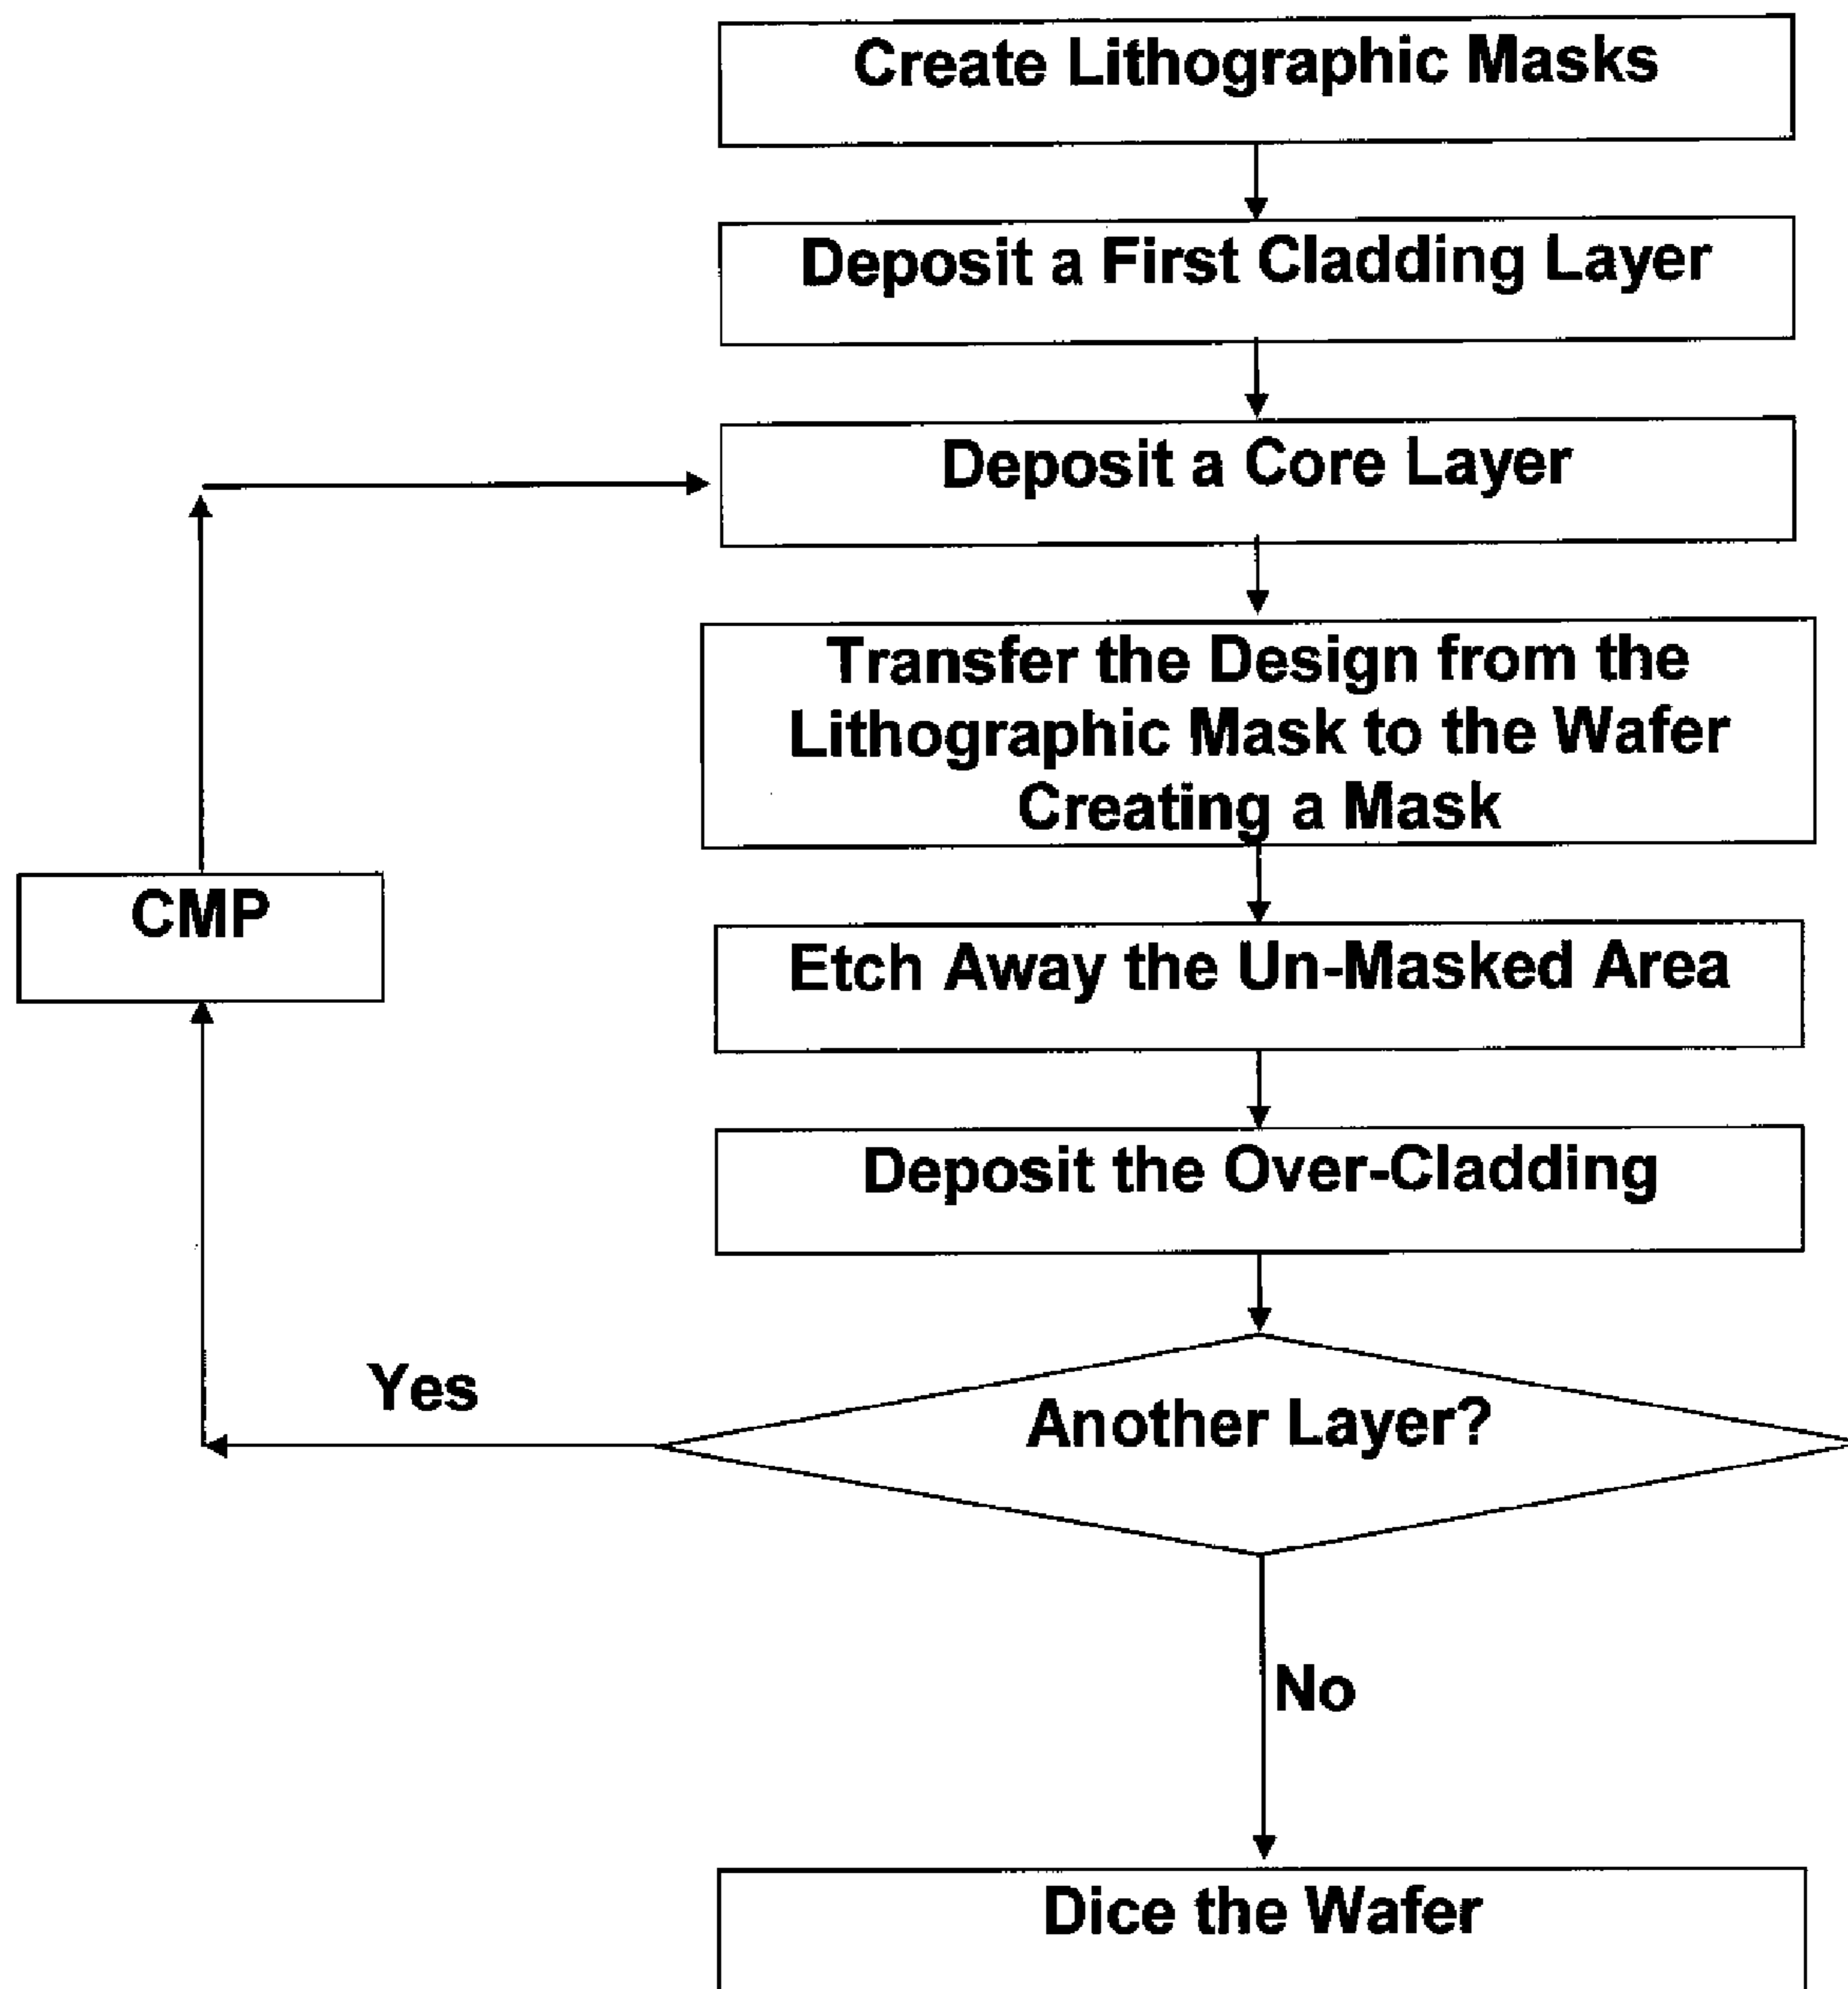 Create Lithographic Masks
Deposit a First Cladding Layer
Deposit a Core Layer
Transfer the Design from the
Lithographic Mask to the Wafer
Creating a Mask
CMP
Etch Away the Un-Masked Area
Deposit the Over-Cladding
Yes
Another Layer?
No
Dice the Wafer